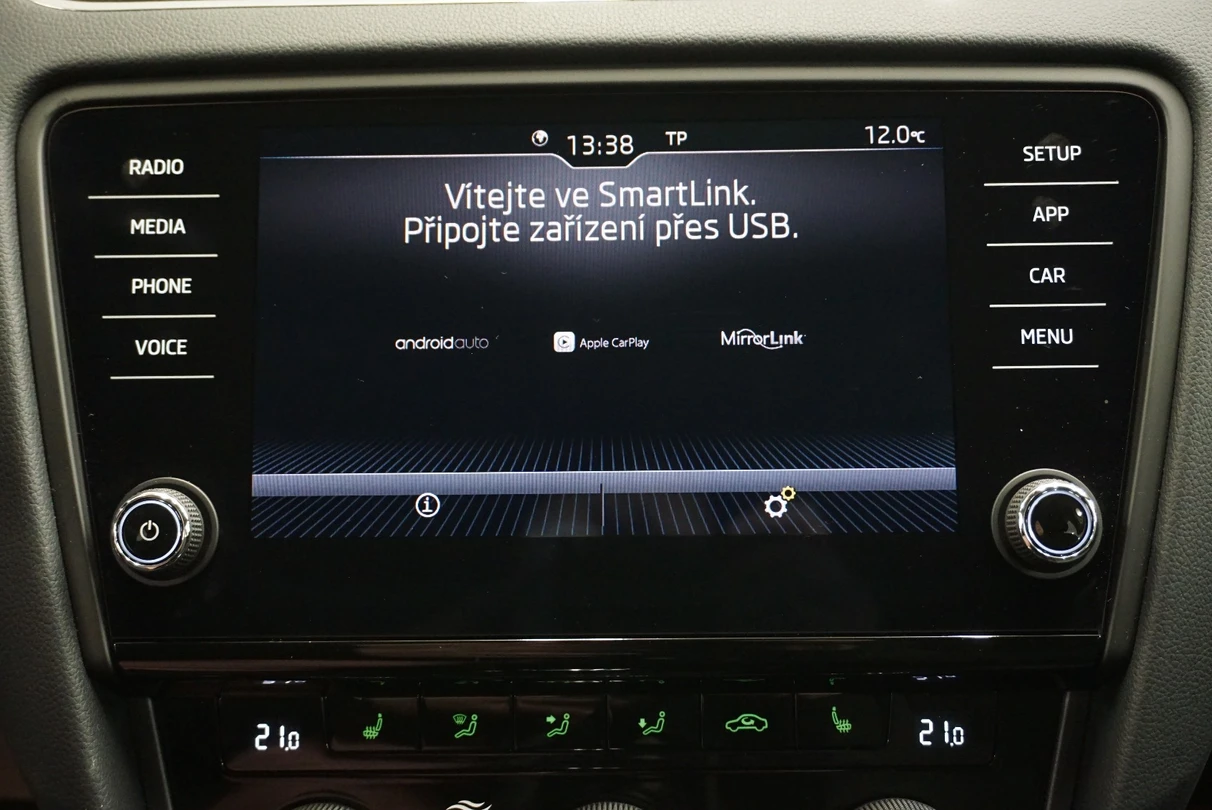 13:38 TP 12.0°C
RADIO
MEDIA
PHONE
VOICE
Vítejte ve SmartLink.
Připojte zařízení přes USB.
androidauto Apple CarPlay MirrorLink
SETUP
APP
CAR
MENU
21.0
21.0